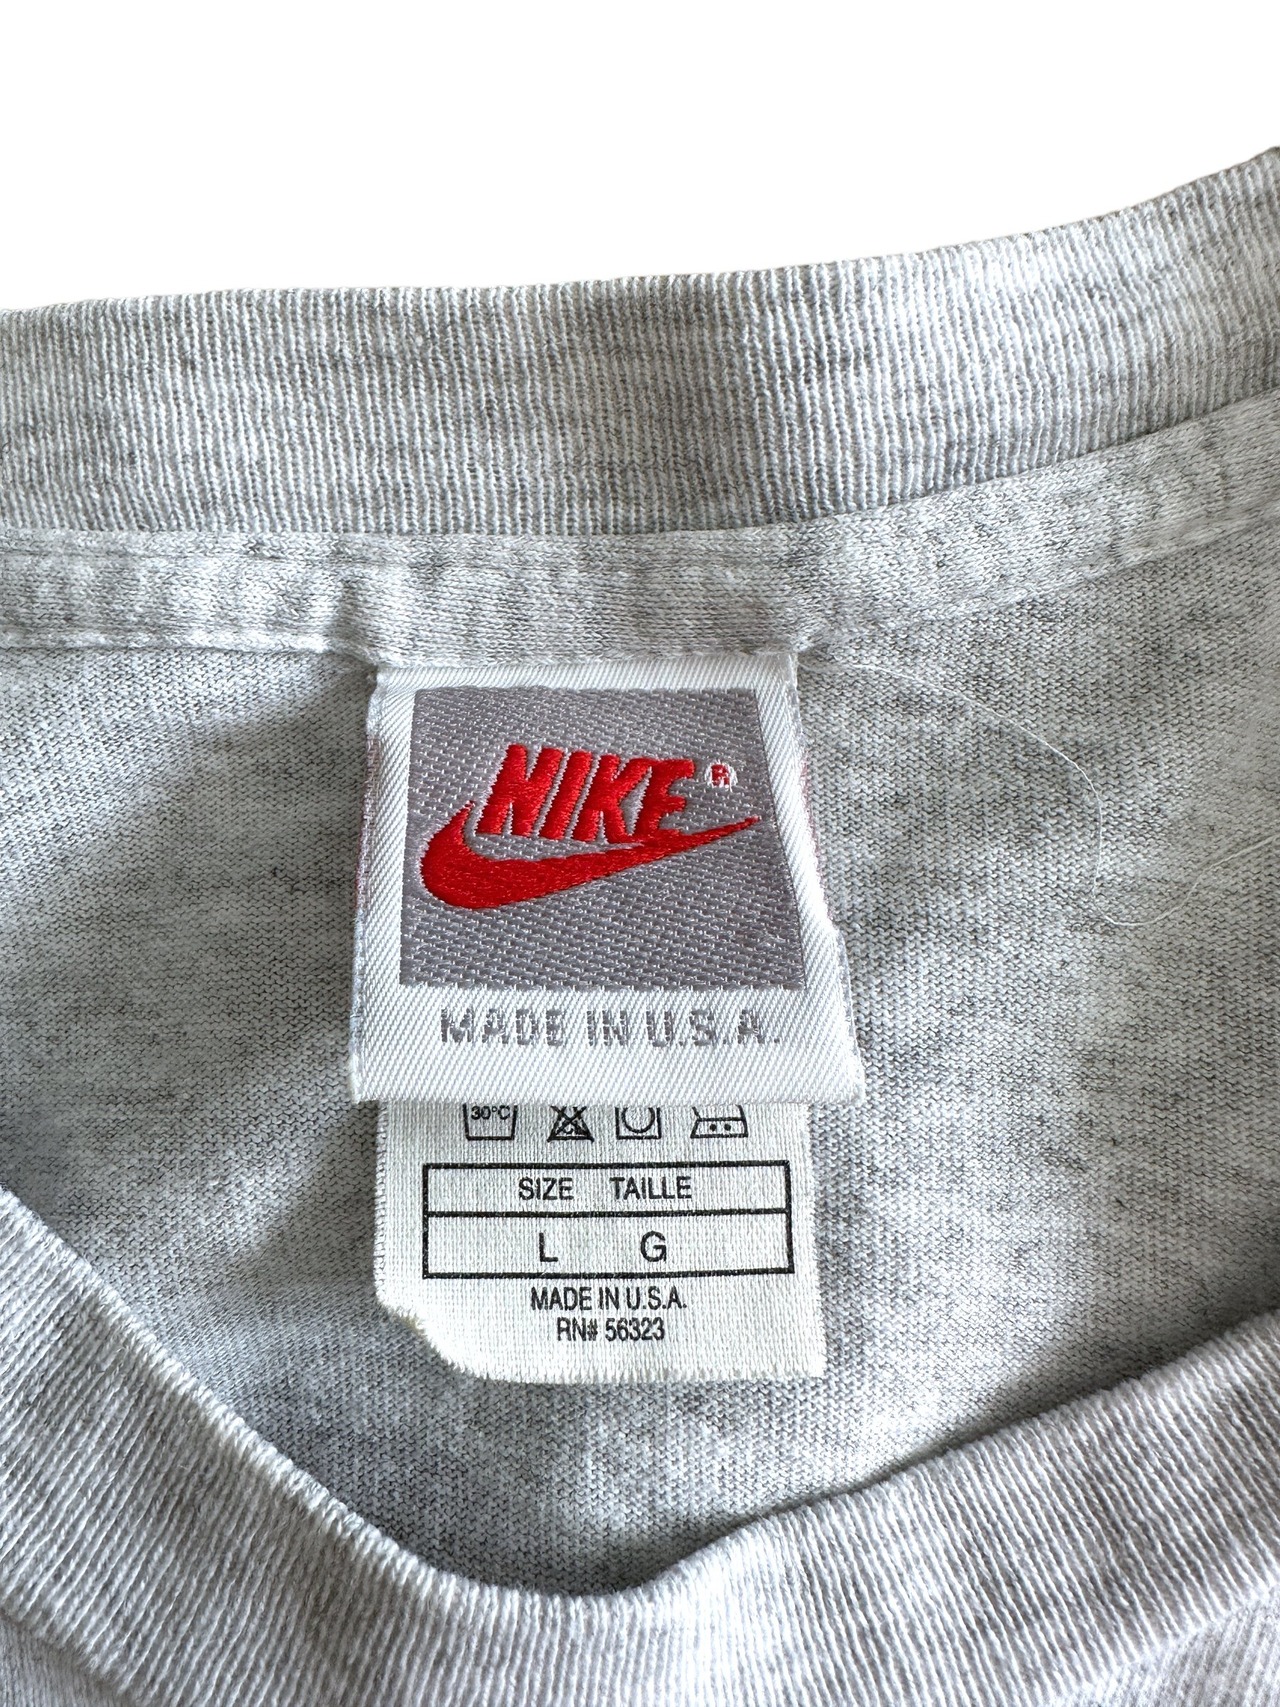 NIKE®
MADE IN U.S.A.
30°C
SIZE TAILLE
L G
MADE IN U.S.A.
RN# 56323